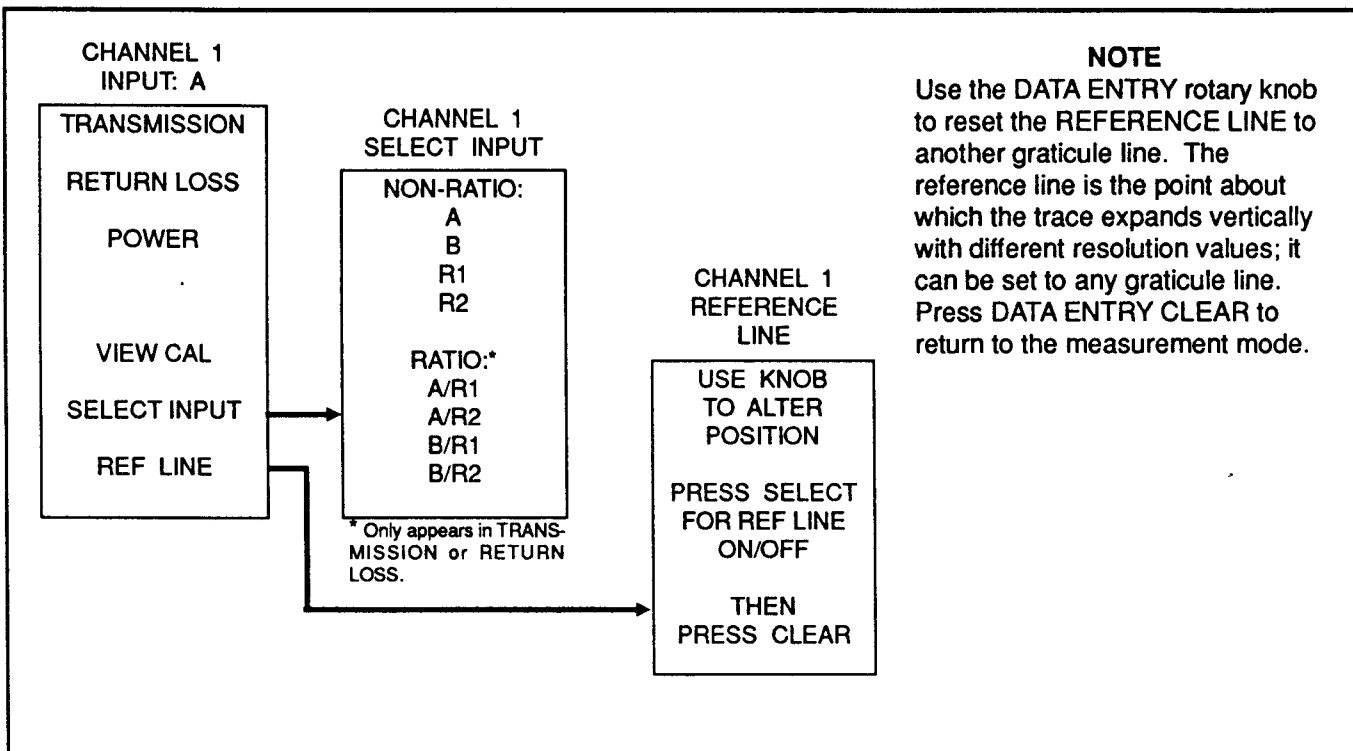 CHANNEL 1
INPUT: A
TRANSMISSION
RETURN LOSS
POWER
VIEW CAL
SELECT INPUT
REF LINE
CHANNEL 1
SELECT INPUT
NON-RATIO:
A
B
R1
R2
RATIO:*
A/R1
A/R2
B/R1
B/R2
* Only appears in TRANS-
MISSION or RETURN
LOSS.
CHANNEL 1
REFERENCE
LINE
USE KNOB
TO ALTER
POSITION
PRESS SELECT
FOR REF LINE
ON/OFF
THEN
PRESS CLEAR
NOTE
Use the DATA ENTRY rotary knob
to reset the REFERENCE LINE to
another graticule line. The
reference line is the point about
which the trace expands vertically
with different resolution values; it
can be set to any graticule line.
Press DATA ENTRY CLEAR to
return to the measurement mode.